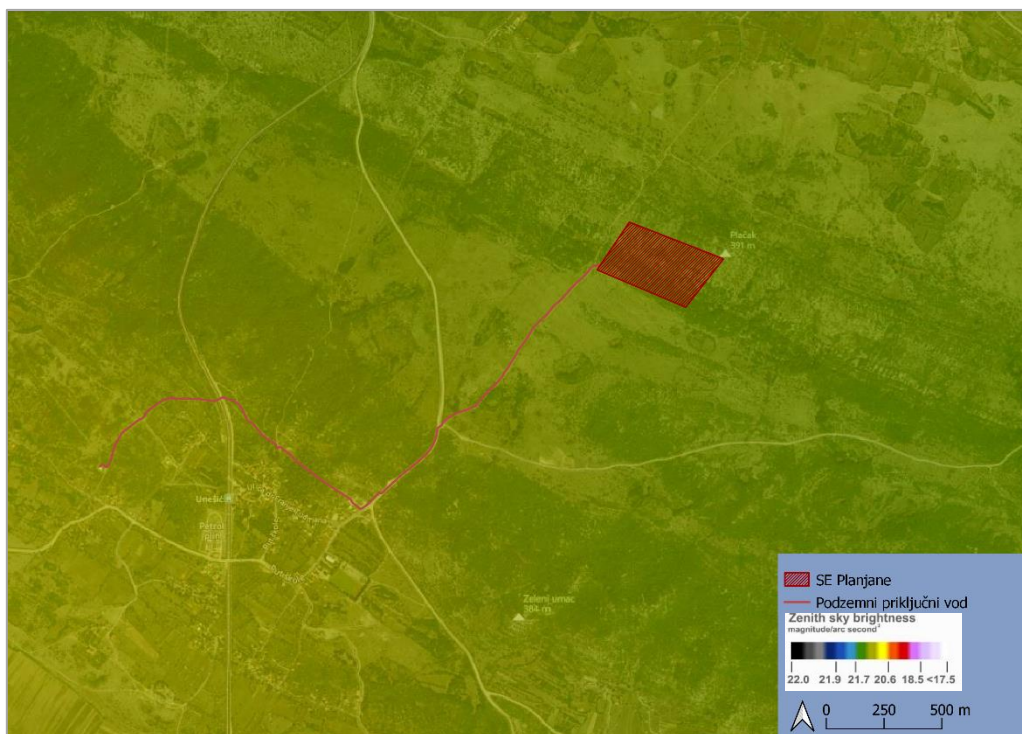 Plačak
391 m
Unešić
Zeleni umac
384 m
SE Planjane
Podzemni priključni vod
Zenith sky brightness
magnitude/arc second²
22.0 21.9 21.7 20.6 18.5 <17.5
0 250 500 m